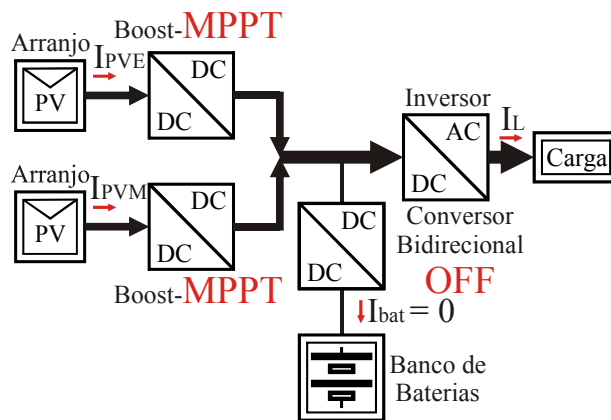 Boost-MPPT
Arranjo
IPVE
PV
DC
DC
Inversor
IL
AC
DC
Carga
Arranjo
IPVM
PV
DC
DC
Boost-MPPT
DC
DC
Conversor
Bidirecional
OFF
Ibat = 0
Banco de
Baterias